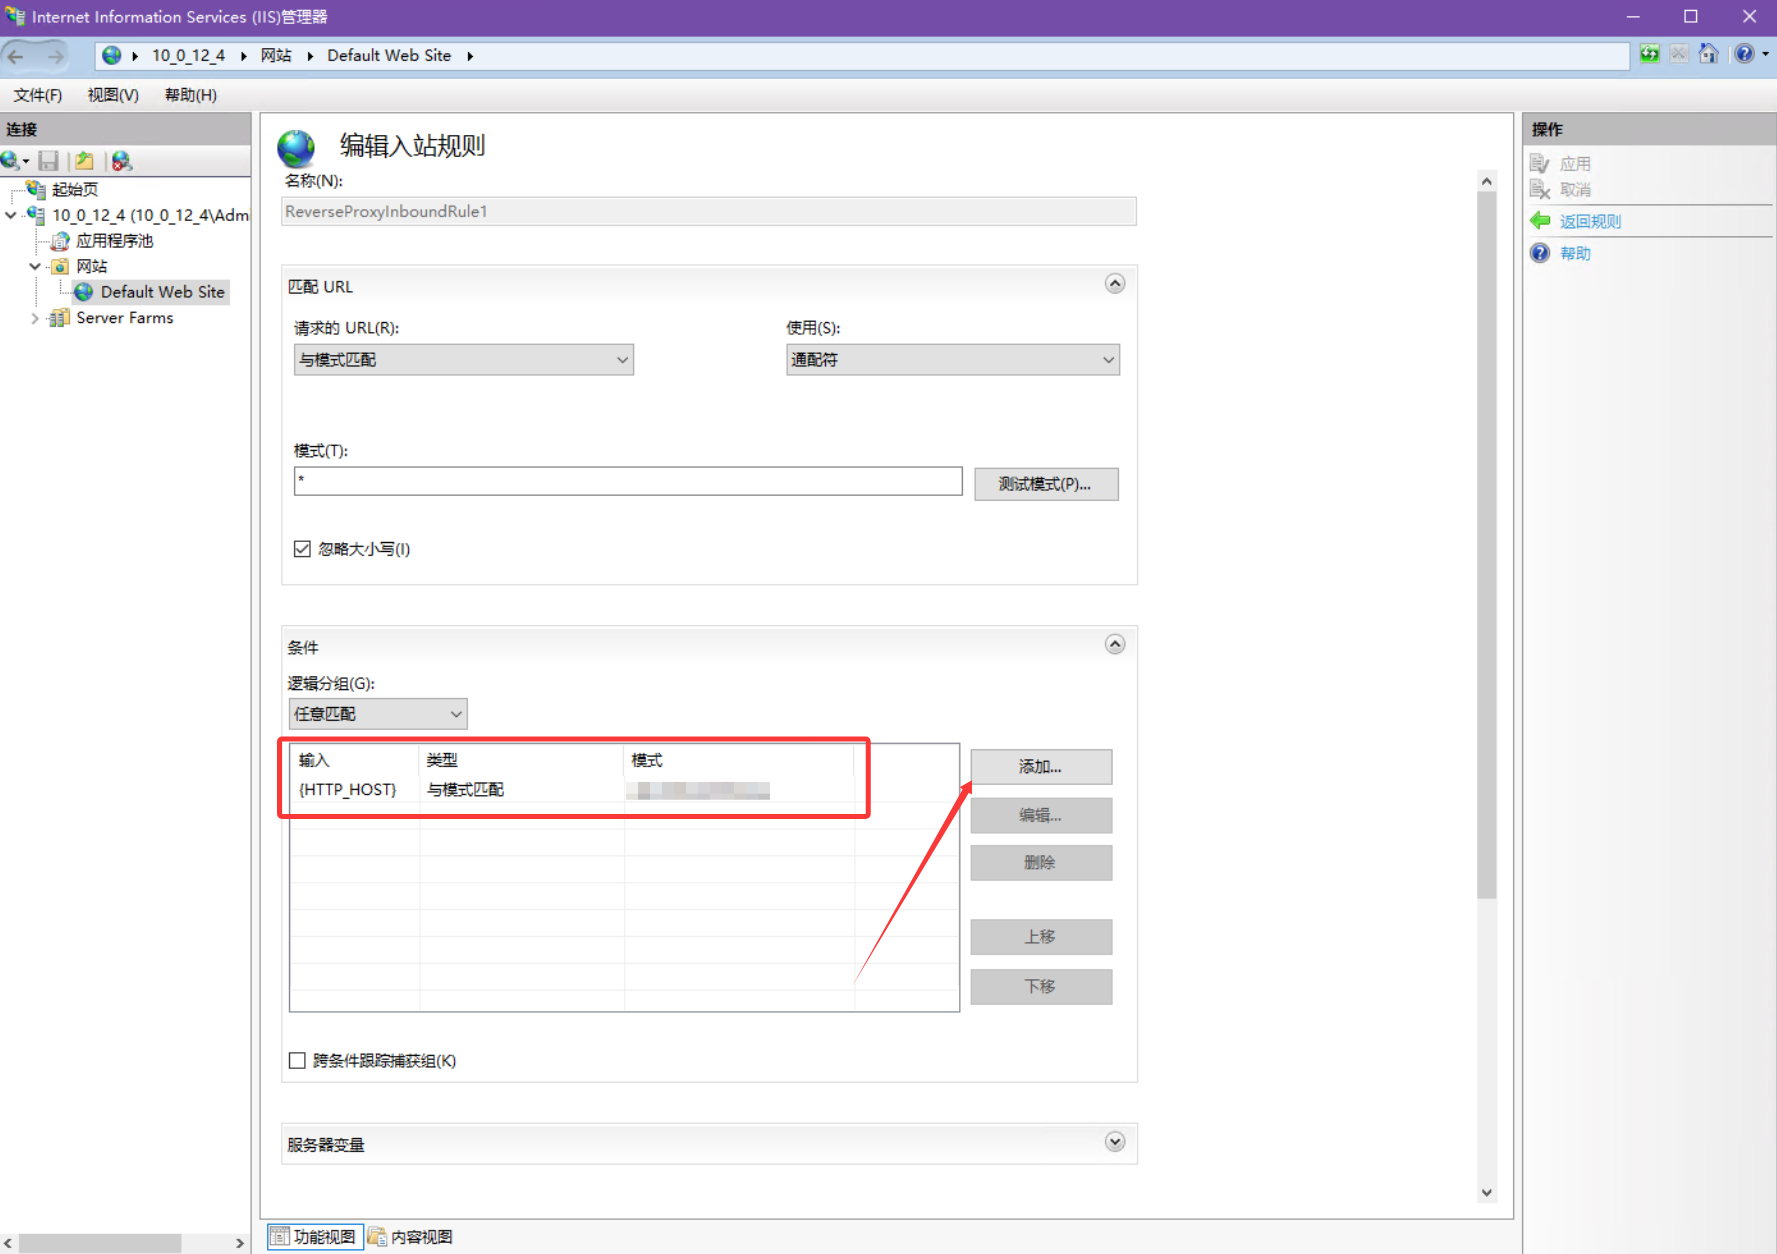 Internet Information Services (IIS)管理器
10_0_12_4
网站
Default Web Site
文件(F)
视图(V)
帮助(H)
连接
起始页
10_0_12_4 (10_0_12_4\Admi
应用程序池
网站
Default Web Site
Server Farms
编辑入站规则
名称(N):
ReverseProxyInboundRule1
匹配 URL
请求的 URL(R):
使用(S):
与模式匹配
通配符
模式(T):
*
测试模式(P)...
忽略大小写(I)
条件
逻辑分组(G):
任意匹配
输入
类型
模式
{HTTP_HOST}
与模式匹配
添加...
编辑...
删除
上移
下移
跨条件跟踪捕获组(K)
服务器变量
功能视图
内容视图
操作
应用
取消
返回规则
帮助